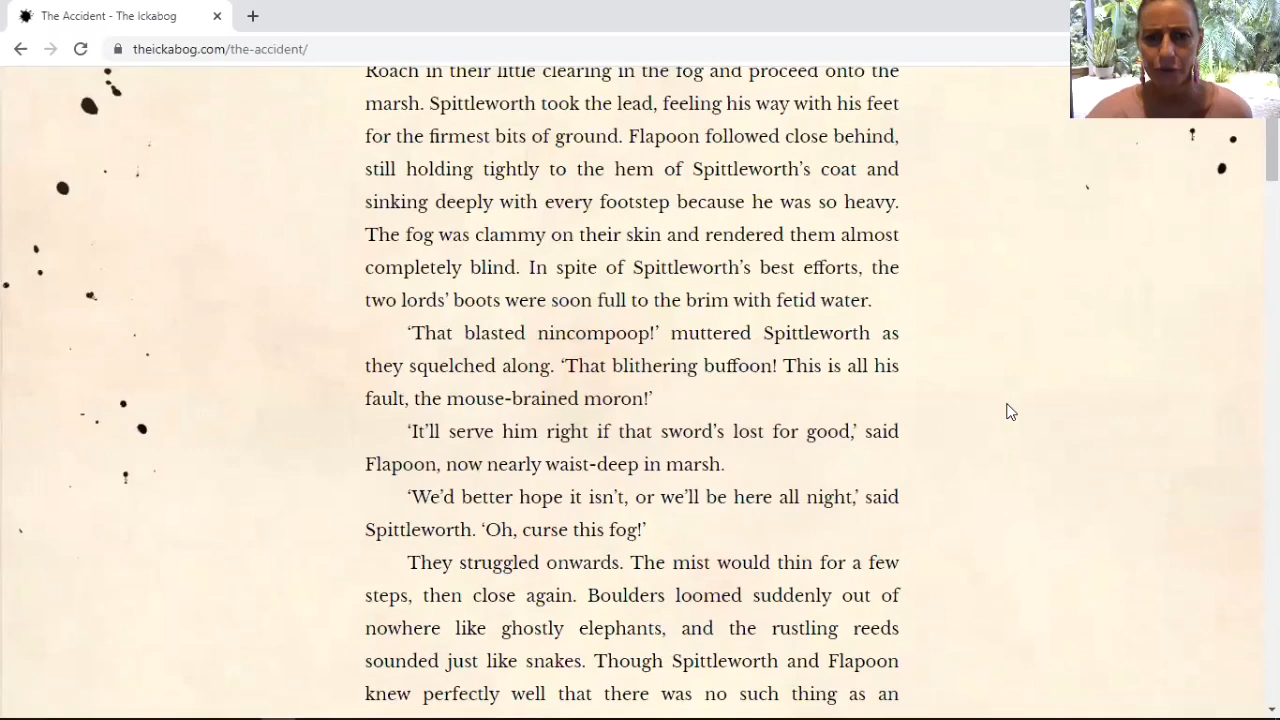 The Accident - The Ickabog
theickabog.com/the-accident/
Roach in their little clearing in the fog and proceed onto the
marsh. Spittleworth took the lead, feeling his way with his feet
for the firmest bits of ground. Flapoon followed close behind,
still holding tightly to the hem of Spittleworth’s coat and
sinking deeply with every footstep because he was so heavy.
The fog was clammy on their skin and rendered them almost
completely blind. In spite of Spittleworth’s best efforts, the
two lords’ boots were soon full to the brim with fetid water.
‘That blasted nincompoop!’ muttered Spittleworth as
they squelched along. ‘That blithering buffoon! This is all his
fault, the mouse-brained moron!’
‘It’ll serve him right if that sword’s lost for good,’ said
Flapoon, now nearly waist-deep in marsh.
‘We’d better hope it isn’t, or we’ll be here all night,’ said
Spittleworth. ‘Oh, curse this fog!’
They struggled onwards. The mist would thin for a few
steps, then close again. Boulders loomed suddenly out of
nowhere like ghostly elephants, and the rustling reeds
sounded just like snakes. Though Spittleworth and Flapoon
knew perfectly well that there was no such thing as an